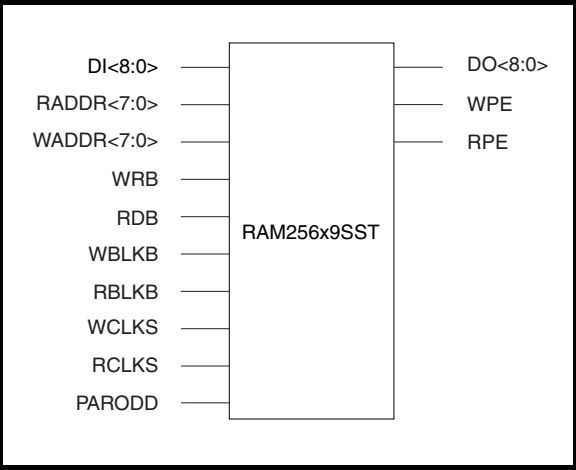 DI<8:0>
RADDR<7:0>
WADDR<7:0>
WRB
RDB
WBLKB
RBLKB
WCLKS
RCLKS
PARODD
RAM256x9SST
DO<8:0>
WPE
RPE